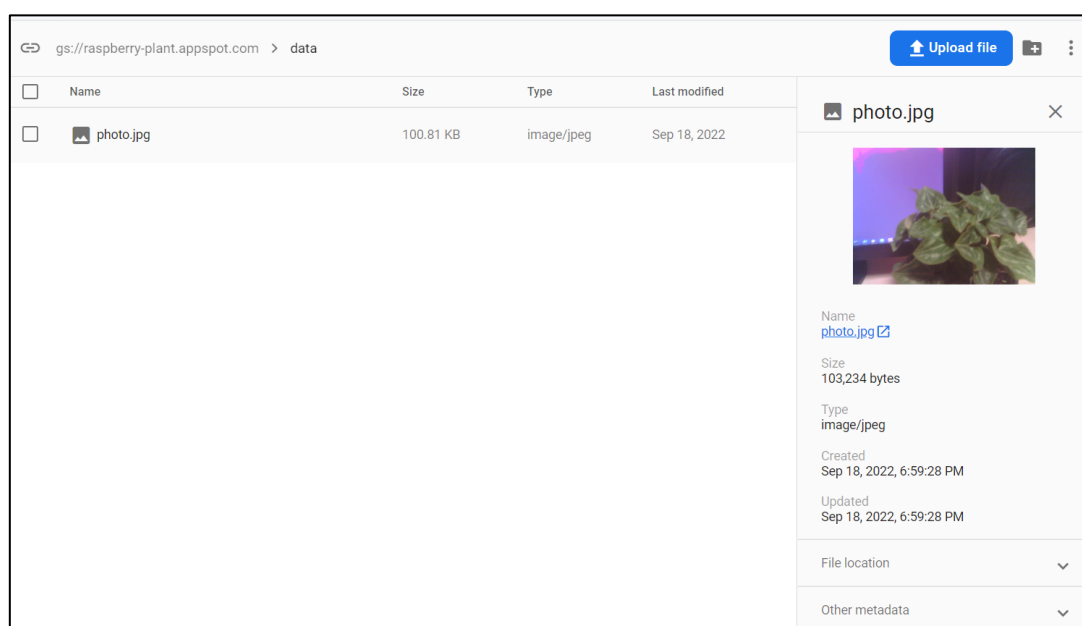 gs://raspberry-plant.appspot.com > data
Upload file
Name Size Type Last modified
photo.jpg 100.81 KB image/jpeg Sep 18, 2022
photo.jpg
Name
photo.jpg
Size
103,234 bytes
Type
image/jpeg
Created
Sep 18, 2022, 6:59:28 PM
Updated
Sep 18, 2022, 6:59:28 PM
File location
Other metadata